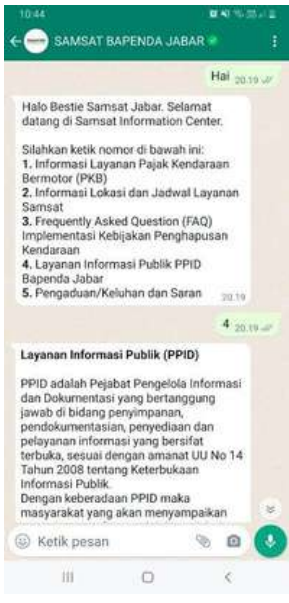 10:44
SAMSAT BAPENDA JABAR
Hai 20.19
Halo Bestie Samsat Jabar. Selamat
datang di Samsat Information Center.
Silahkan ketik nomor di bawah ini:
1. Informasi Layanan Pajak Kendaraan
Bermotor (PKB)
2. Informasi Lokasi dan Jadwal Layanan
Samsat
3. Frequently Asked Question (FAQ)
Implementasi Kebijakan Penghapusan
Kendaraan
4. Layanan Informasi Publik PPID
Bapenda Jabar
5. Pengaduan/Keluhan dan Saran 20.19
4 20.19
Layanan Informasi Publik (PPID)
PPID adalah Pejabat Pengelola Informasi
dan Dokumentasi yang bertanggung
jawab di bidang penyimpanan,
pendokumentasian, penyediaan dan
pelayanan informasi yang bersifat
terbuka, sesuai dengan amanat UU No 14
Tahun 2008 tentang Keterbukaan
Informasi Publik.
Dengan keberadaan PPID maka
masyarakat yang akan menyampaikan
Ketik pesan